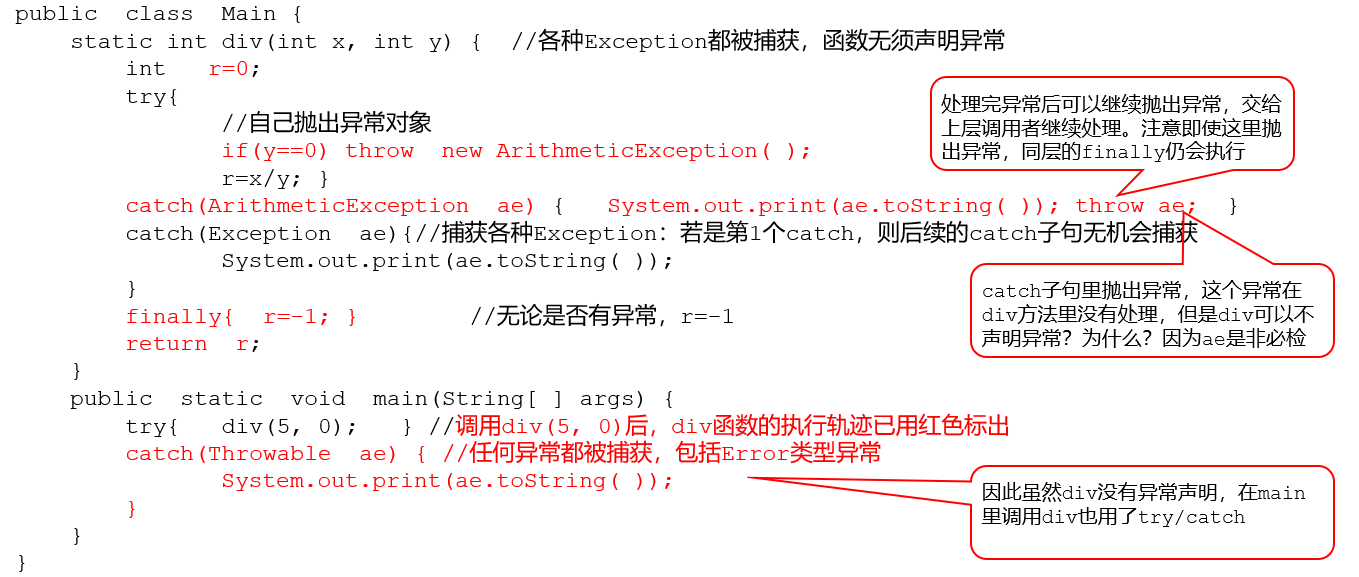 public  class  Main {
static int div(int x, int y) {  //各种Exception都被捕获，函数无须声明异常
int   r=0;
try{
//自己抛出异常对象
if(y==0) throw  new ArithmeticException( );
r=x/y; }
catch(ArithmeticException  ae) {   System.out.print(ae.toString( )); throw ae;  }
catch(Exception  ae){//捕获各种Exception：若是第1个catch，则后续的catch子句无机会捕获
System.out.print(ae.toString( ));
}
finally{  r=-1; }        //无论是否有异常，r=-1
return  r;
}
public  static  void  main(String[ ] args) {
try{   div(5, 0);   } //调用div(5, 0)后，div函数的执行轨迹已用红色标出
catch(Throwable  ae) { //任何异常都被捕获，包括Error类型异常
System.out.print(ae.toString( ));
}
}
}
处理完异常后可以继续抛出异常，交给
上层调用者继续处理。注意即使这里抛
出异常，同层的finally仍会执行
catch子句里抛出异常，这个异常在
div方法里没有处理，但是div可以不
声明异常？为什么？因为ae是非必检
因此虽然div没有异常声明，在main
里调用div也用了try/catch